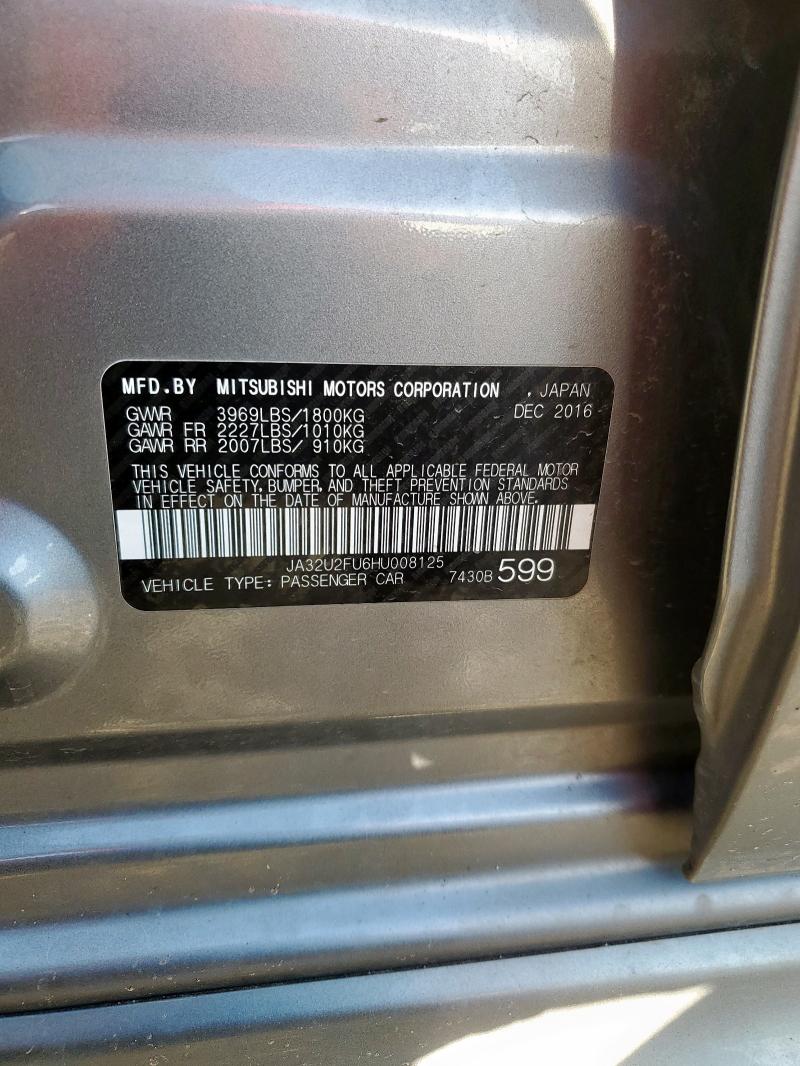 MFD.BY MITSUBISHI MOTORS CORPORATION , JAPAN
GVWR 3969LBS/1800KG DEC 2016
GAWR FR 2227LBS/1010KG
GAWR RR 2007LBS/ 910KG
THIS VEHICLE CONFORMS TO ALL APPLICABLE FEDERAL MOTOR
VEHICLE SAFETY, BUMPER, AND THEFT PREVENTION STANDARDS
IN EFFECT ON THE DATE OF MANUFACTURE SHOWN ABOVE.
JA32U2FU6HU008125
VEHICLE TYPE: PASSENGER CAR 7430B 599